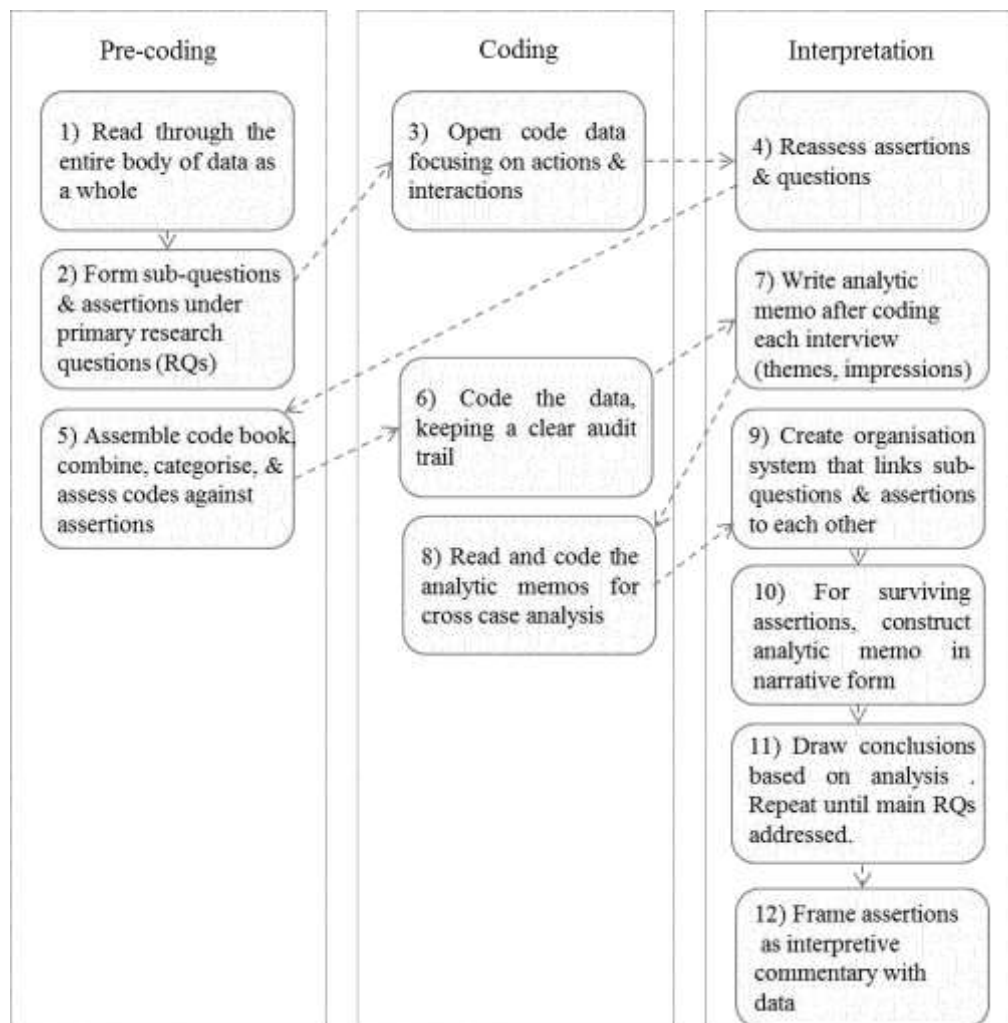 Pre-coding
1) Read through the
entire body of data as
a whole
2) Form sub-questions
& assertions under
primary research
questions (RQs)
5) Assemble code book,
combine, categorise, &
assess codes against
assertions
Coding
3) Open code data
focusing on actions &
interactions
6) Code the data,
keeping a clear audit
trail
8) Read and code the
analytic memos for
cross case analysis
Interpretation
4) Reassess assertions
& questions
7) Write analytic
memo after coding
each interview
(themes, impressions)
9) Create organisation
system that links sub-
questions & assertions
to each other
10) For surviving
assertions, construct
analytic memo in
narrative form
11) Draw conclusions
based on analysis .
Repeat until main RQs
addressed.
12) Frame assertions
as interpretive
commentary with
data